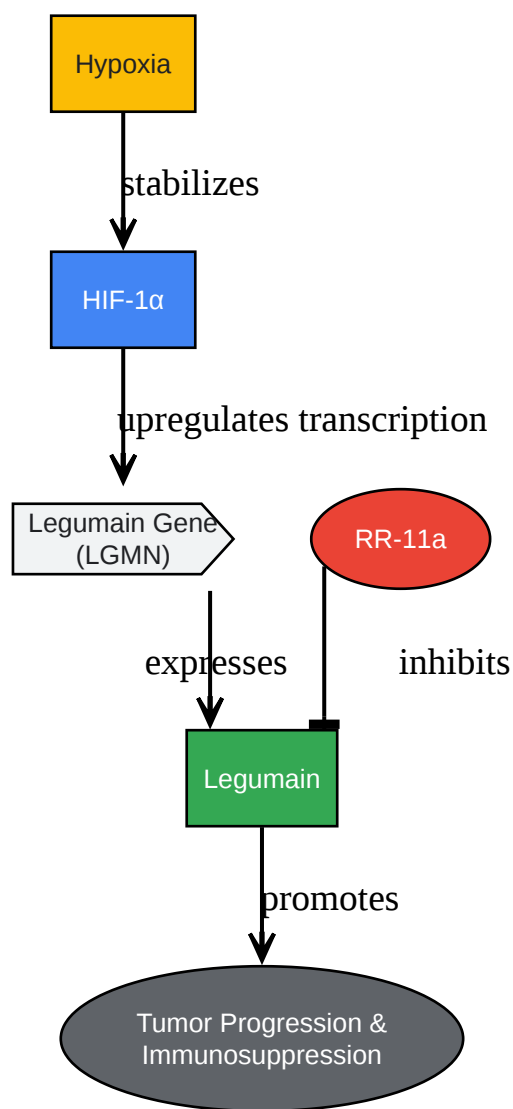 Hypoxia
stabilizes
HIF-1α
upregulates transcription
Legumain Gene
(LGMN)
RR-11a
expresses
inhibits
Legumain
promotes
Tumor Progression &
Immunosuppression